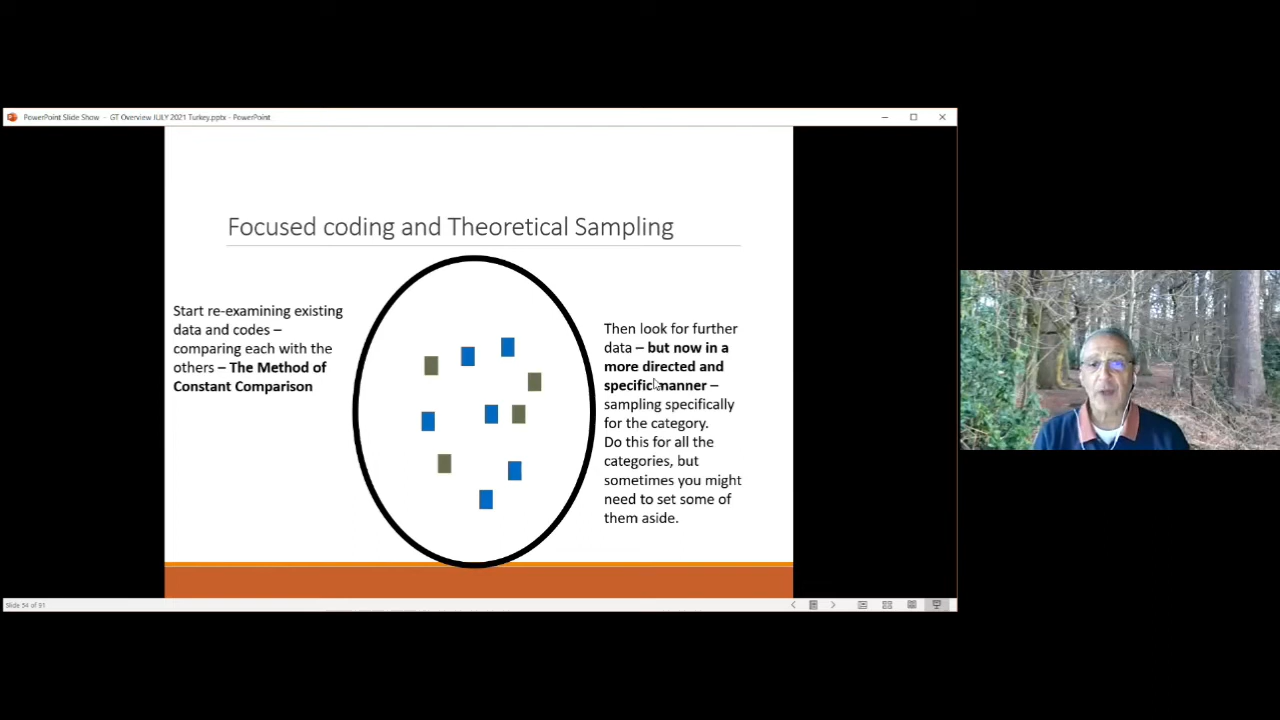 PowerPoint Slide Show - GT Overview JULY 2021 Turkey.pptx - PowerPoint
Focused coding and Theoretical Sampling
Start re-examining existing
data and codes –
comparing each with the
others – The Method of
Constant Comparison
Then look for further
data – but now in a
more directed and
specific manner –
sampling specifically
for the category.
Do this for all the
categories, but
sometimes you might
need to set some of
them aside.
Slide 54 of 91